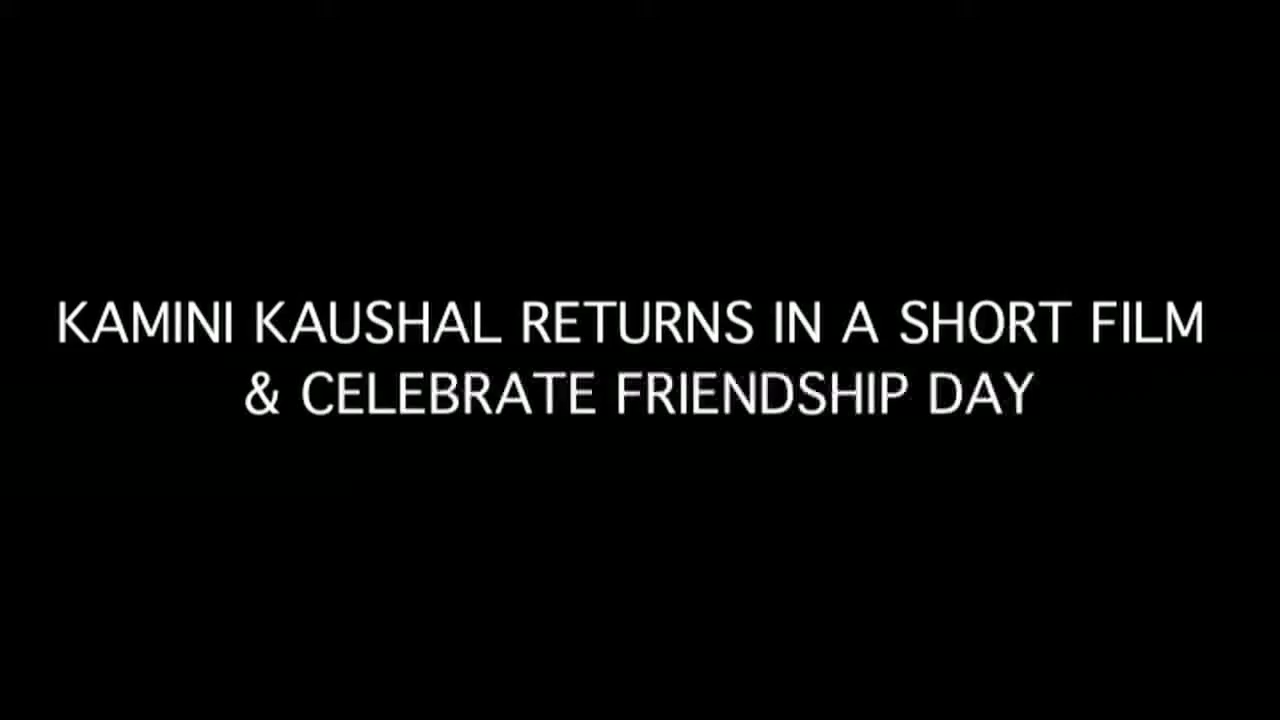 KAMINI KAUSHAL RETURNS IN A SHORT FILM
& CELEBRATE FRIENDSHIP DAY